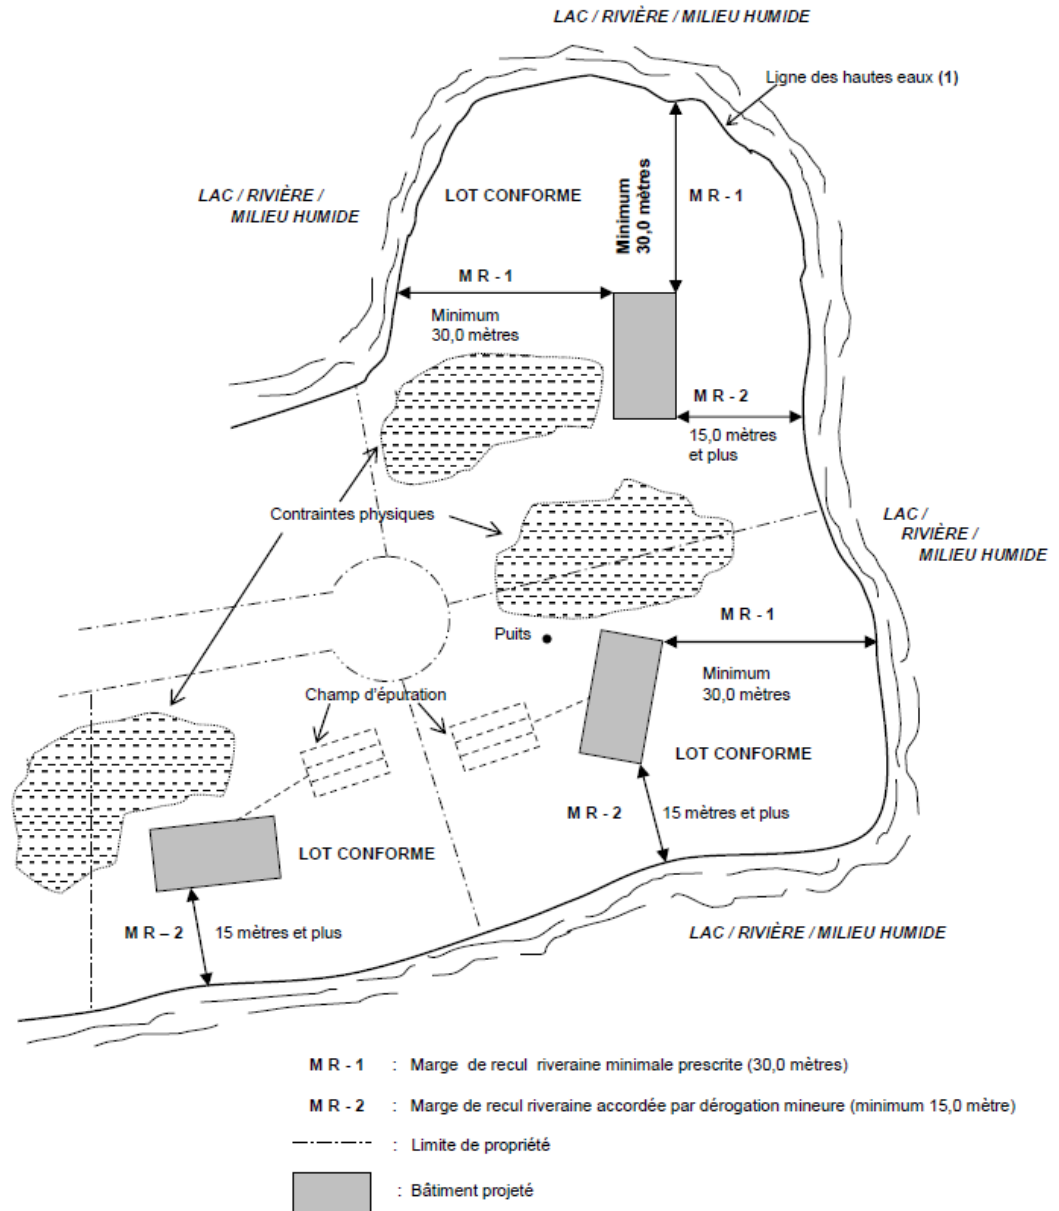 LAC / RIVIÈRE / MILIEU HUMIDE
Ligne des hautes eaux (1)
LAC / RIVIÈRE /
MILIEU HUMIDE
LOT CONFORME
Minimum
30,0 mètres
M R - 1
M R - 1
Minimum
30,0 mètres
M R - 2
15,0 mètres
et plus
Contraintes physiques
LAC /
RIVIÈRE /
MILIEU HUMIDE
Puits
M R - 1
Minimum
30,0 mètres
Champ d'épuration
LOT CONFORME
M R - 2
15 mètres et plus
LOT CONFORME
M R – 2
15 mètres et plus
LAC / RIVIÈRE / MILIEU HUMIDE
M R - 1 : Marge de recul riveraine minimale prescrite (30,0 mètres)
M R - 2 : Marge de recul riveraine accordée par dérogation mineure (minimum 15,0 mètre)
: Limite de propriété
: Bâtiment projeté